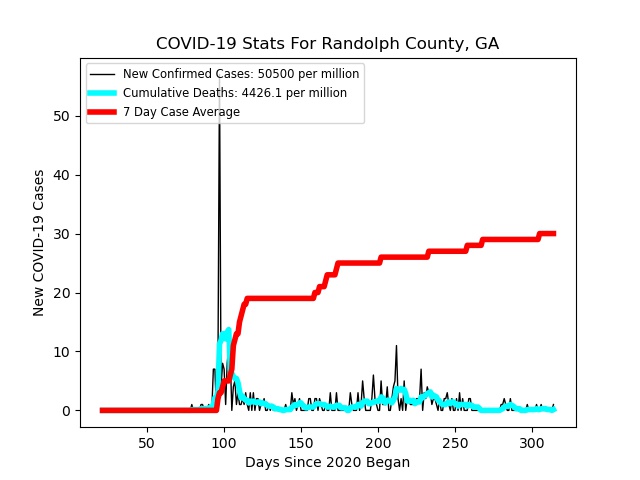 COVID-19 Stats For Randolph County, GA
New Confirmed Cases: 50500 per million
Cumulative Deaths: 4426.1 per million
7 Day Case Average
New COVID-19 Cases
50
40
30
20
10
0
50 100 150 200 250 300
Days Since 2020 Began